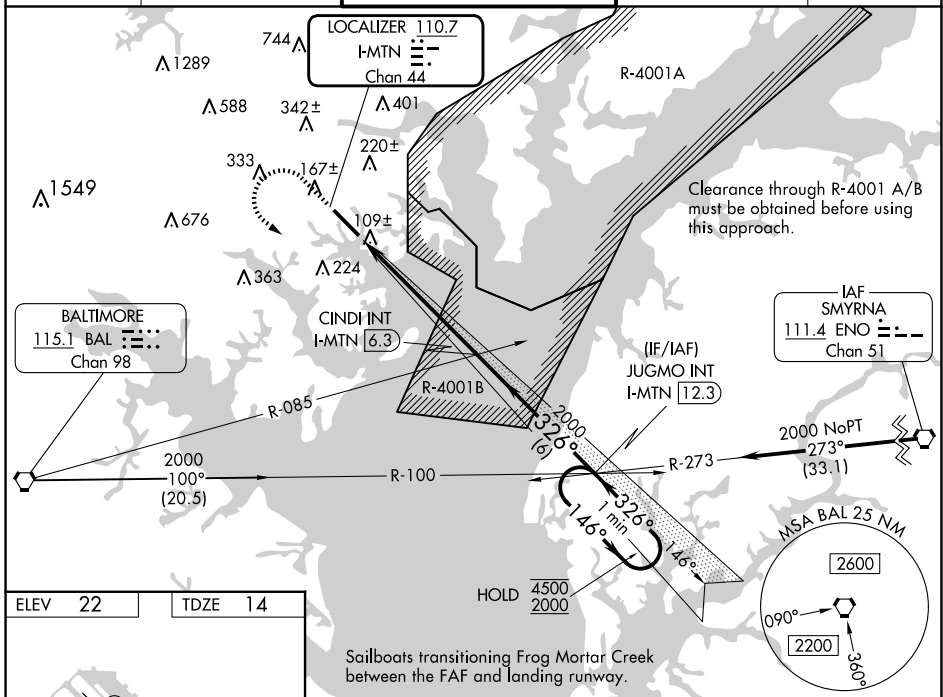 LOCALIZER 110.7
I-MTN
Chan 44
744
1289
588
342±
401
220±
333
167±
1549
676
109±
363
224
R-4001A
Clearance through R-4001 A/B
must be obtained before using
this approach.
BALTIMORE
115.1 BAL
Chan 98
CINDI INT
I-MTN 6.3
R-4001B
IAF
SMYRNA
111.4 ENO
Chan 51
(IF/IAF)
JUGMO INT
I-MTN 12.3
R-085
2000
326°
(6)
2000 NoPT
273°
(33.1)
R-273
2000
100°
(20.5)
R-100
326°
1 min
146°
146°
HOLD 4500
2000
MSA BAL 25 NM
2600
090°
2200
360°
ELEV 22
TDZE 14
Sailboats transitioning Frog Mortar Creek
between the FAF and landing runway.